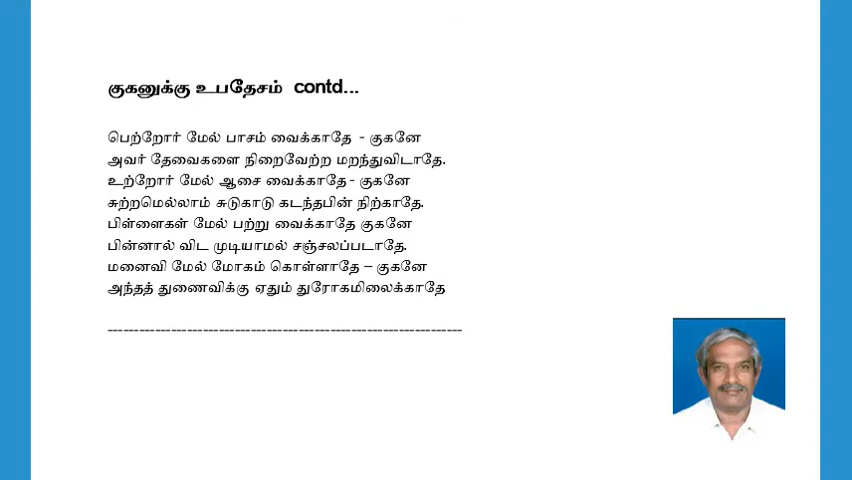 குகனுக்கு உபதேசம் contd...
பெற்றோர் மேல் பாசம் வைக்காதே - குகனே
அவர் தேவைகளை நிறைவேற்ற மறந்துவிடாதே.
உற்றோர் மேல் ஆசை வைக்காதே- குகனே
சுற்றமெல்லாம் சுடுகாடு கடந்தபின் நிற்காதே.
பிள்ளைகள் மேல் பற்று வைக்காதே குகனே
பின்னால் விட முடியாமல் சஞ்சலப்படாதே.
மனைவி மேல் மோகம் கொள்ளாதே – குகனே
அந்தத் துணைவிக்கு ஏதும் துரோகமிலைக்காதே
-------------------------------------------------------------------